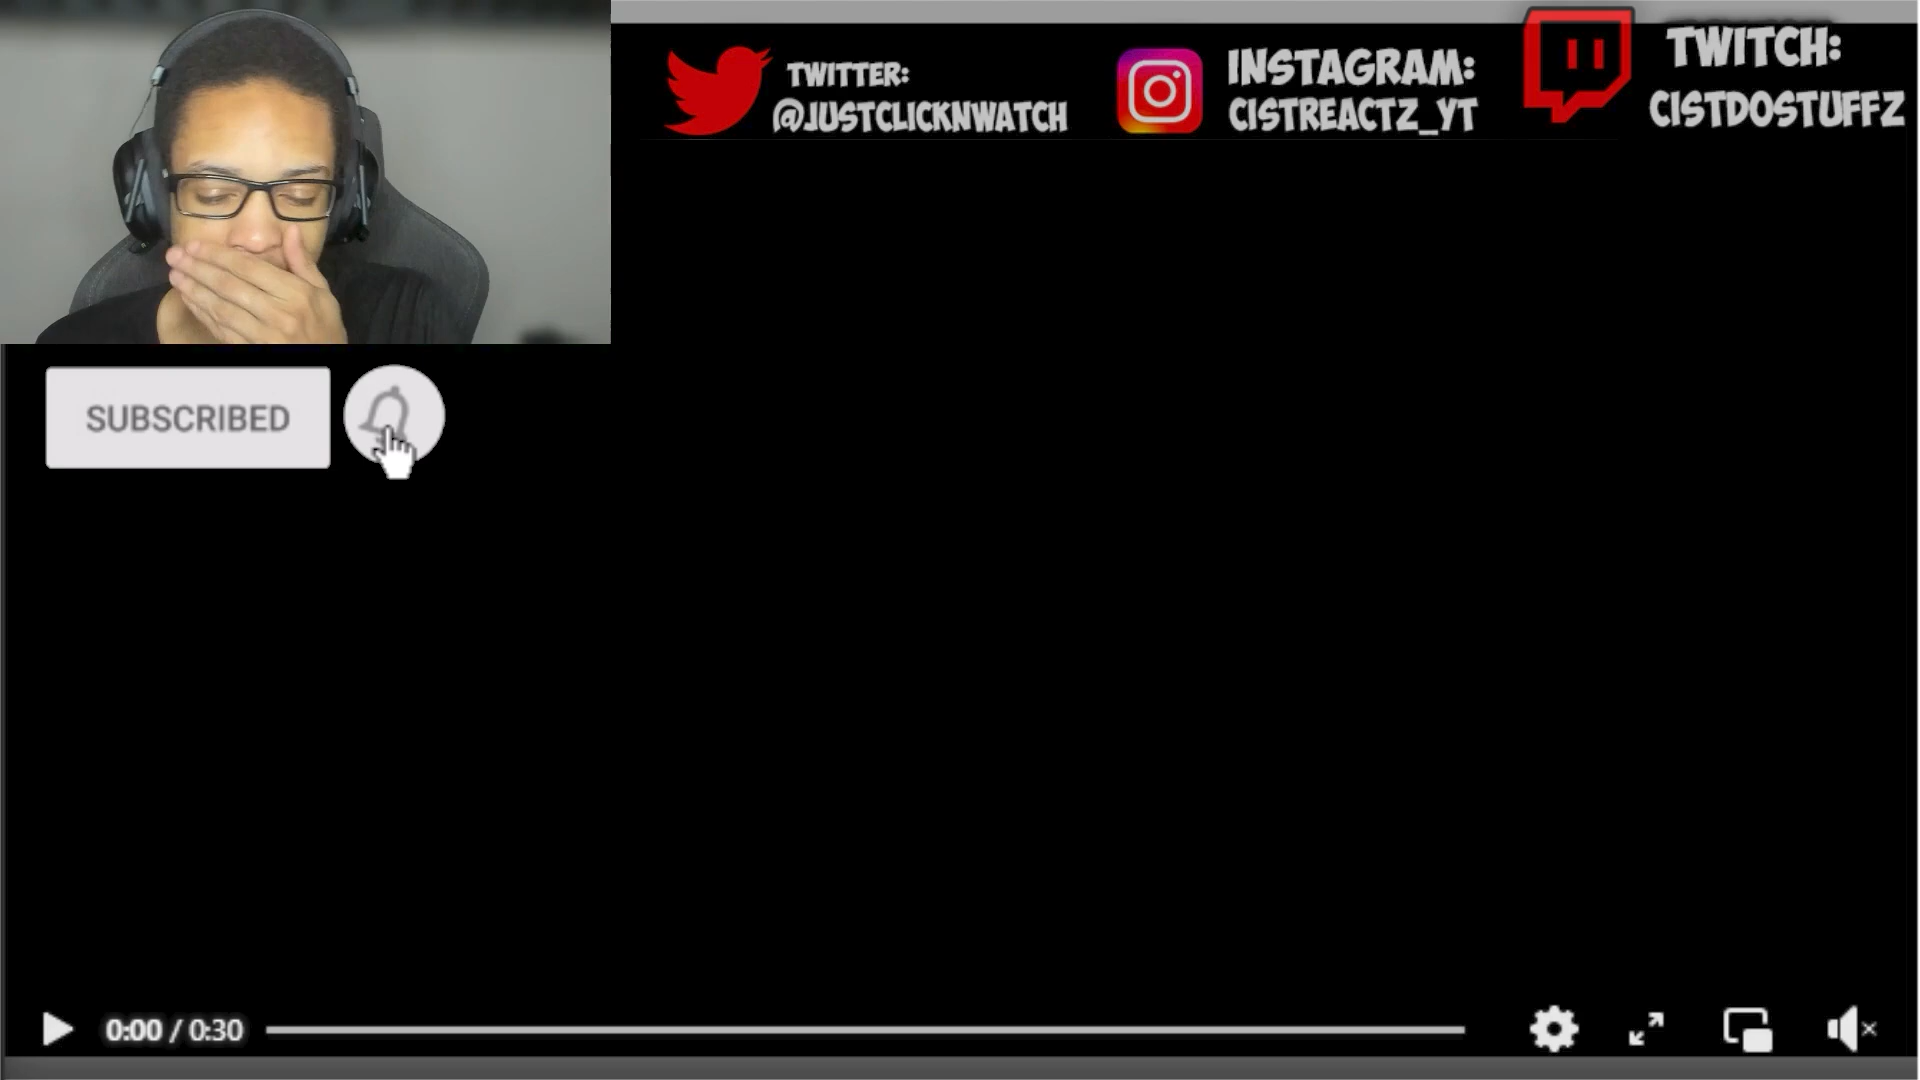 TWITTER:
@JUSTCLICKNWATCH
INSTAGRAM:
CISTREACTZ_YT
TWITCH:
CISTDOSTUFFZ
SUBSCRIBED
0:00 / 0:30